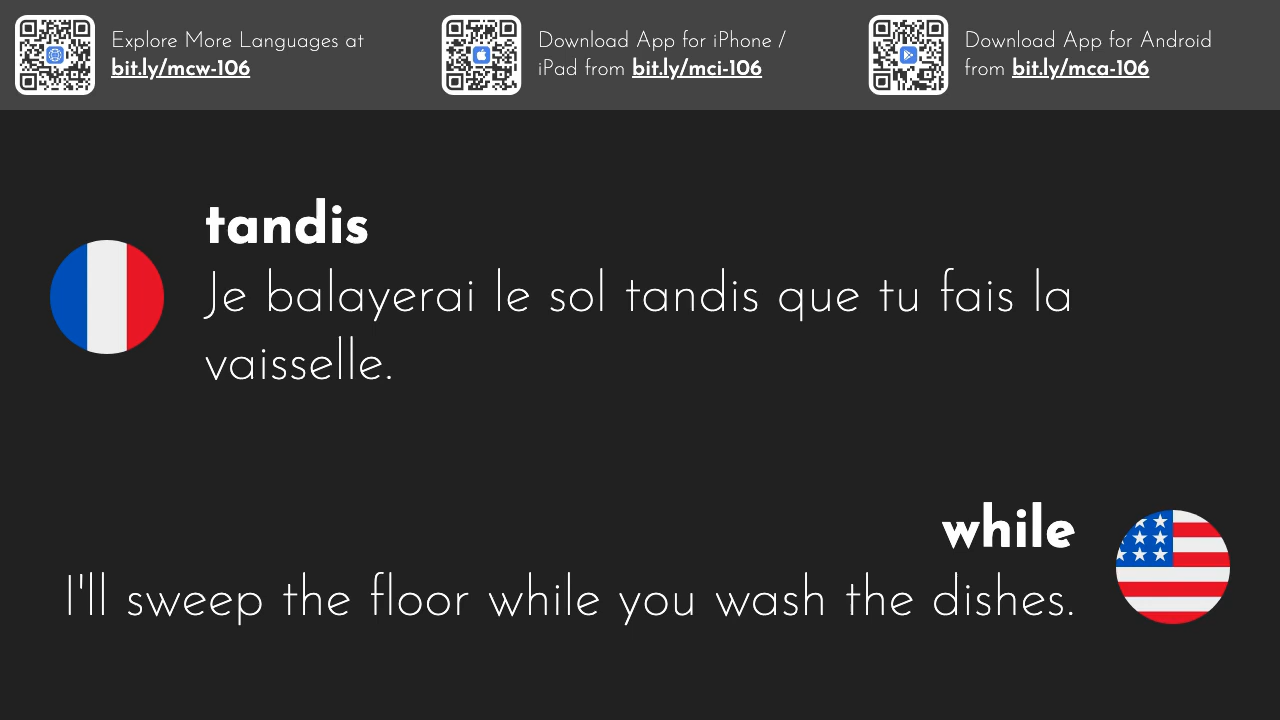 Explore More Languages at
bit.ly/mcw-106
Download App for iPhone /
iPad from bit.ly/mci-106
Download App for Android
from bit.ly/mca-106
tandis
Je balayerai le sol tandis que tu fais la
vaisselle.
while
I'll sweep the floor while you wash the dishes.